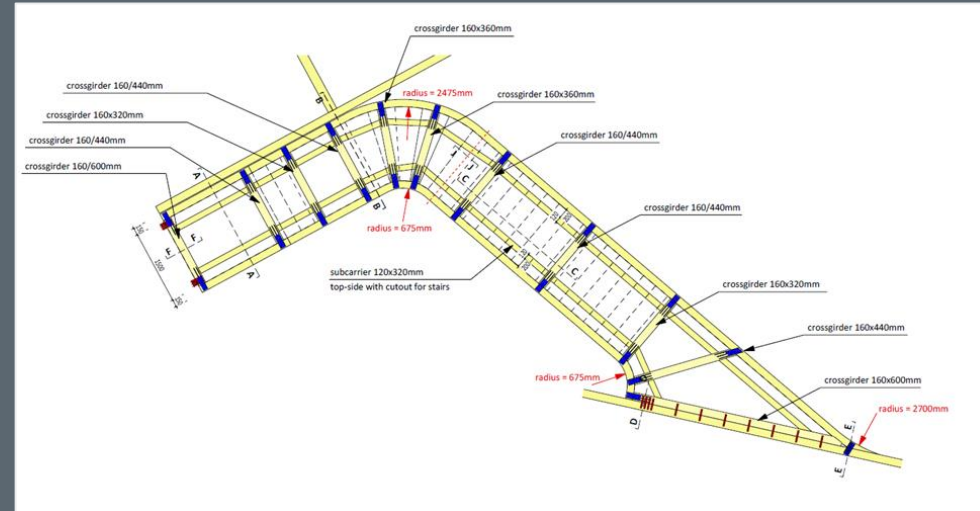 crossgirder 160x360mm
crossgirder 160/440mm
radius = 2475mm
crossgirder 160x360mm
crossgirder 160x320mm
crossgirder 160/440mm
crossgirder 160/440mm
crossgirder 160/600mm
B
A
J
C
F
F
1500
B
A
radius = 675mm
crossgirder 160/440mm
subcarrier 120x320mm
top-side with cutout for stairs
C
crossgirder 160x320mm
crossgirder 160x440mm
radius = 675mm
crossgirder 160x600mm
radius = 2700mm
D
E
E